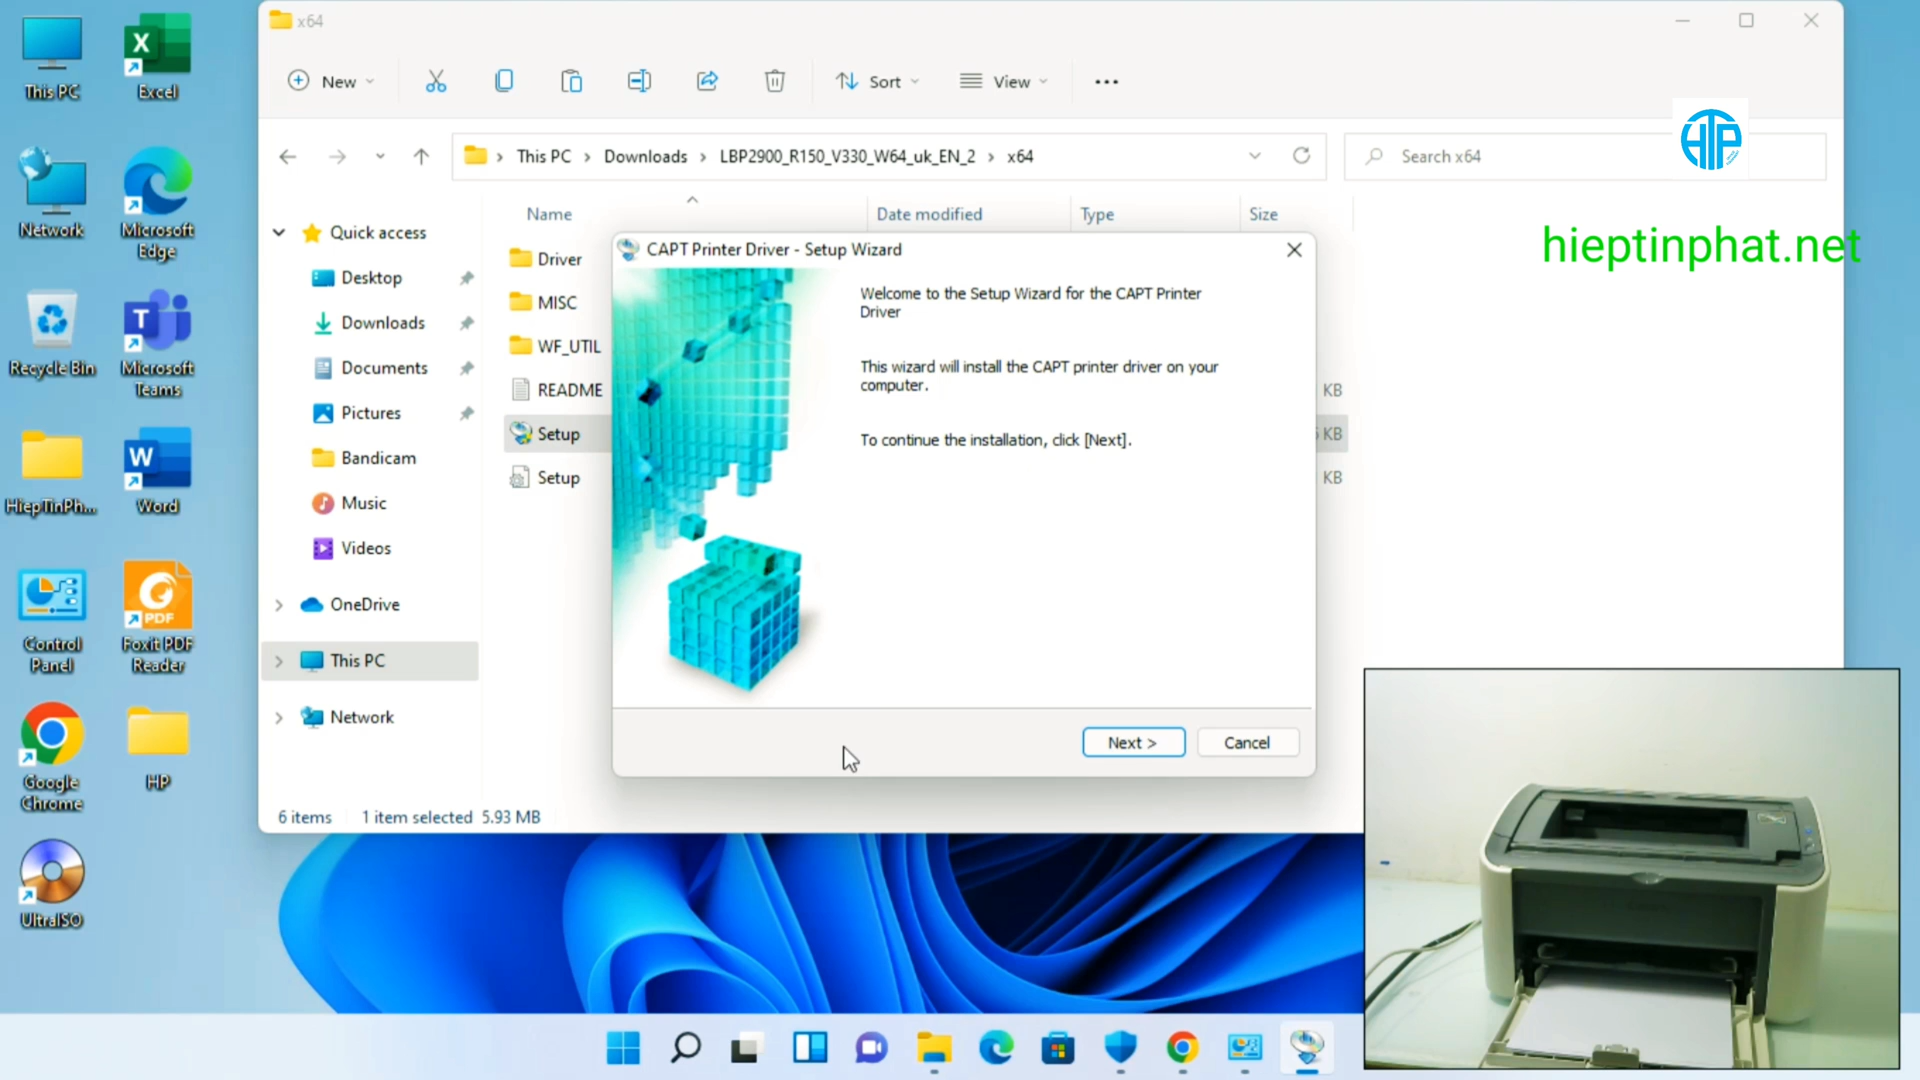 This PC
Excel
Network
Microsoft
Edge
Recycle Bin
Microsoft
Teams
HiepTinPh...
Word
Control
Panel
Foxit PDF
Reader
Google
Chrome
HP
UltraISO
x64
New
Sort
View
This PC > Downloads > LBP2900_R150_V330_W64_uk_EN_2 > x64
Search x64
HTP
hieptinphat.net
Name
Date modified
Type
Size
Quick access
Desktop
Downloads
Documents
Pictures
Bandicam
Music
Videos
OneDrive
This PC
Network
Driver
MISC
WF_UTIL
README
KB
Setup
KB
Setup
KB
CAPT Printer Driver - Setup Wizard
Welcome to the Setup Wizard for the CAPT Printer
Driver
This wizard will install the CAPT printer driver on your
computer.
To continue the installation, click [Next].
Next >
Cancel
6 items
1 item selected 5.93 MB